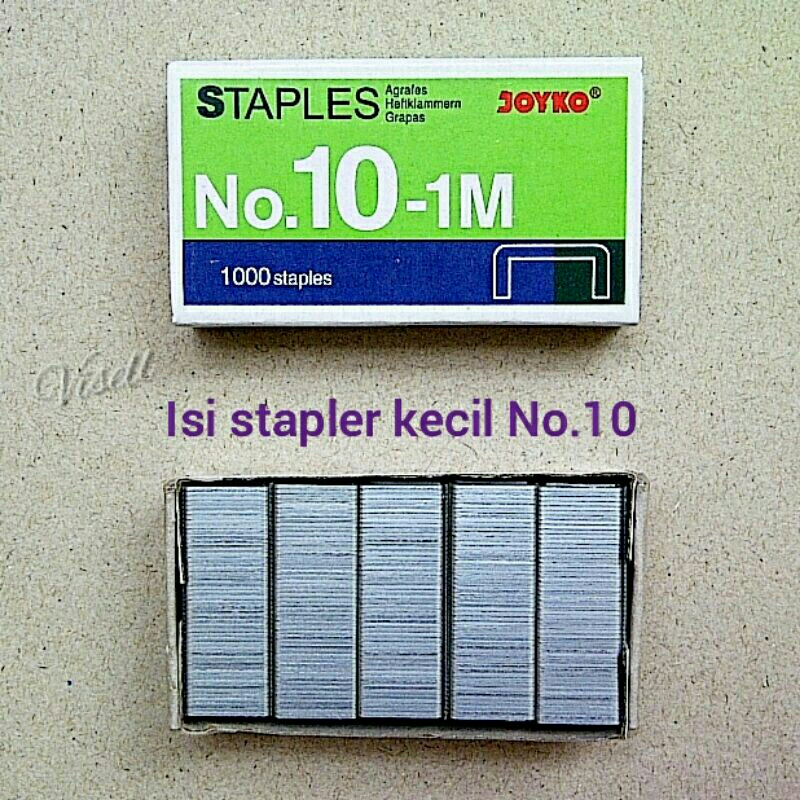 STAPLES
Agrafes
Heftklammern
Grapas
JOYKO®
No.10-1M
1000 staples
Visell
Isi stapler kecil No.10